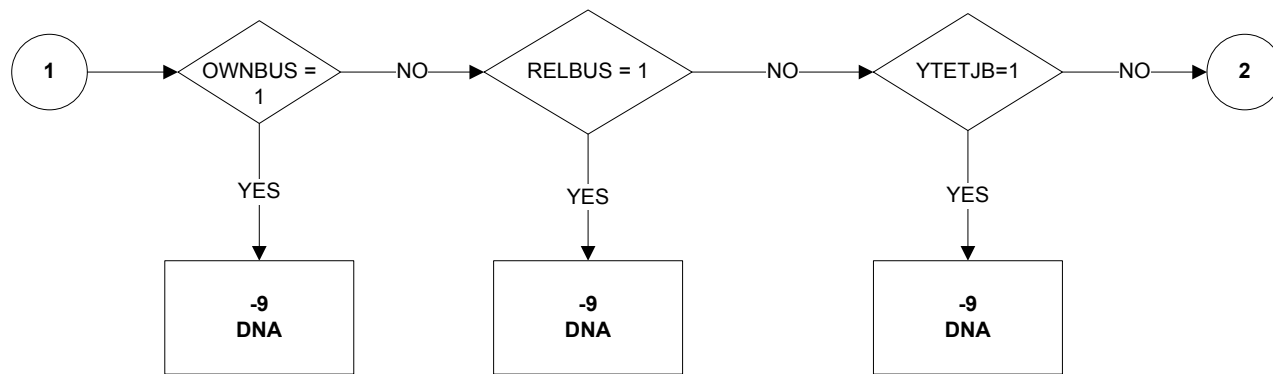 1
OWNBUS =
1
NO
RELBUS = 1
NO
YTETJB=1
NO
2
YES
YES
YES
-9
DNA
-9
DNA
-9
DNA